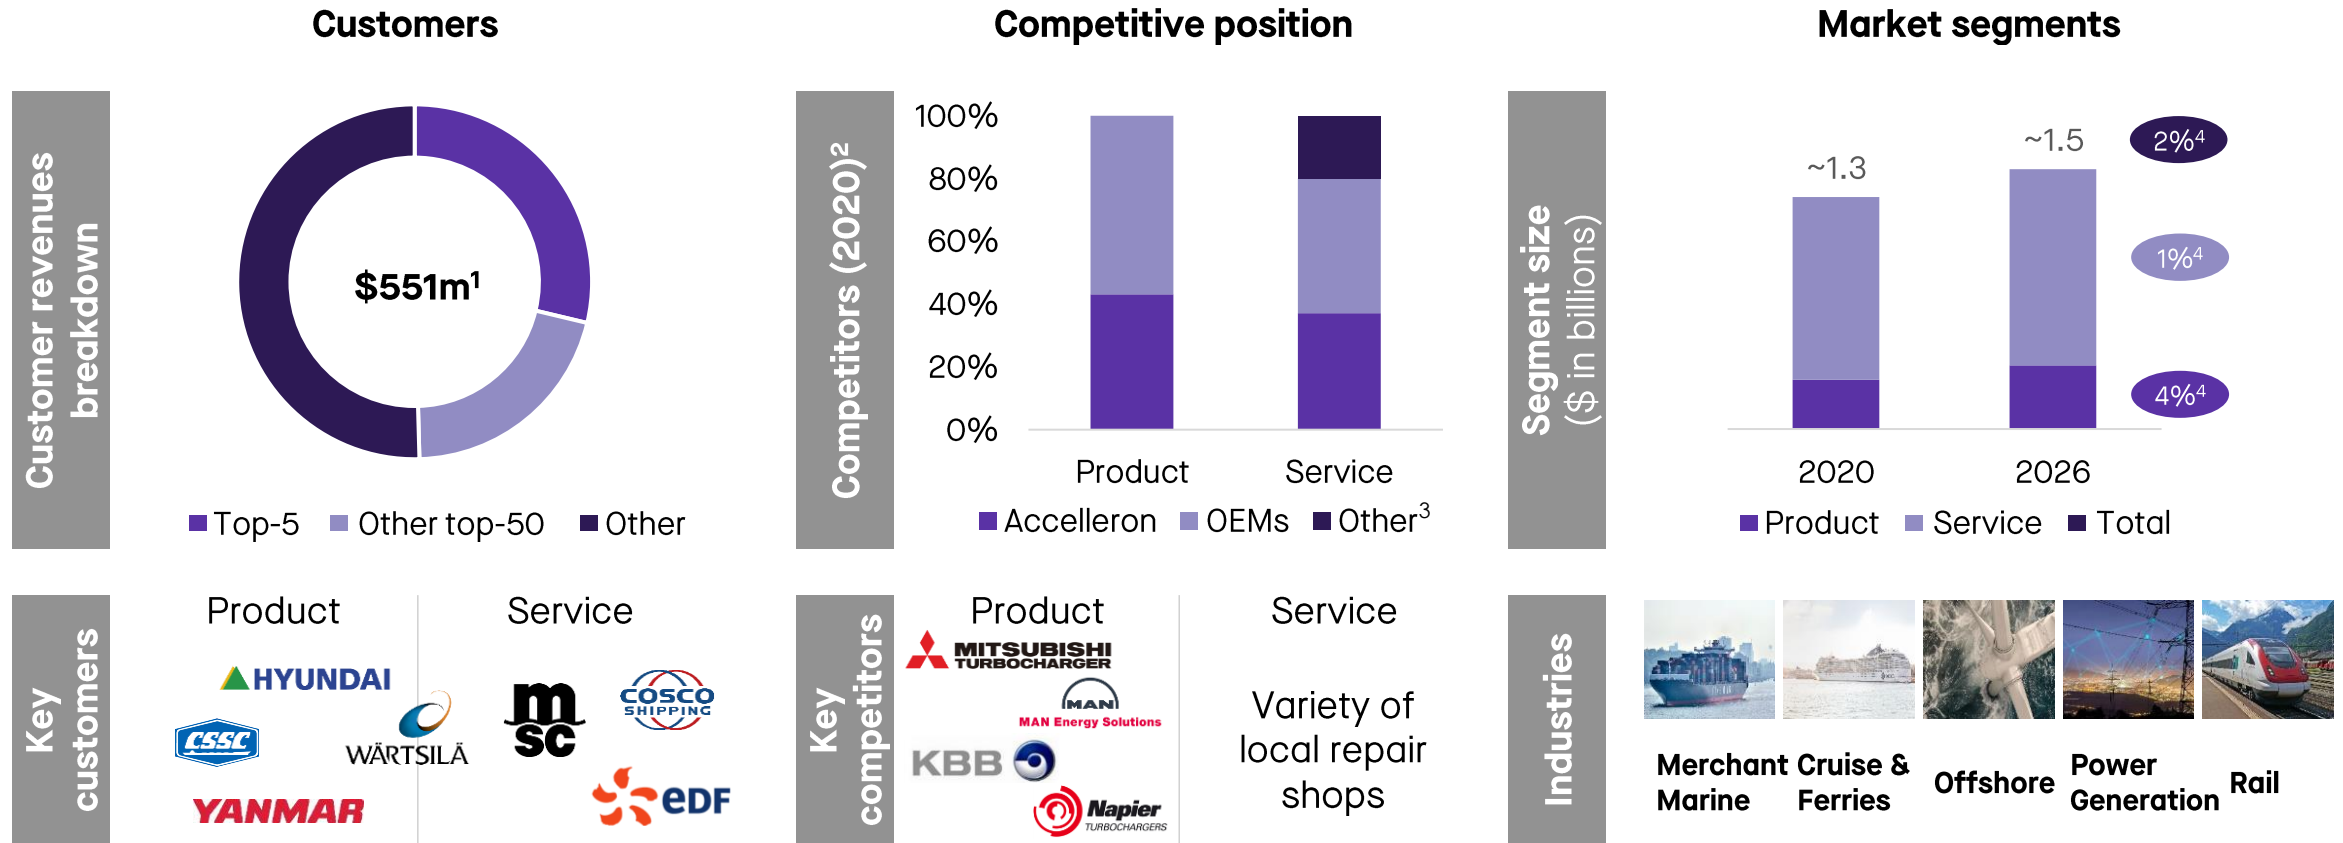 Customers
Customer revenues
breakdown
$551m¹
Top-5
Other top-50
Other
Key
customers
Product
Service
HYUNDAI
CSSC
WÄRTSILÄ
YANMAR
msc
COSCO
SHIPPING
eDF
Competitive position
Competitors (2020)²
100%
80%
60%
40%
20%
0%
Product
Service
Accelleron
OEMs
Other³
Key
competitors
Product
Service
MITSUBISHI
TURBOCHARGER
MAN
MAN Energy Solutions
KBB
Napier
TURBOCHARGERS
Variety of
local repair
shops
Market segments
Segment size
($ in billions)
~1.3
~1.5
2%⁴
1%⁴
4%⁴
2020
2026
Product
Service
Total
Industries
Merchant
Marine
Cruise &
Ferries
Offshore
Power
Generation
Rail